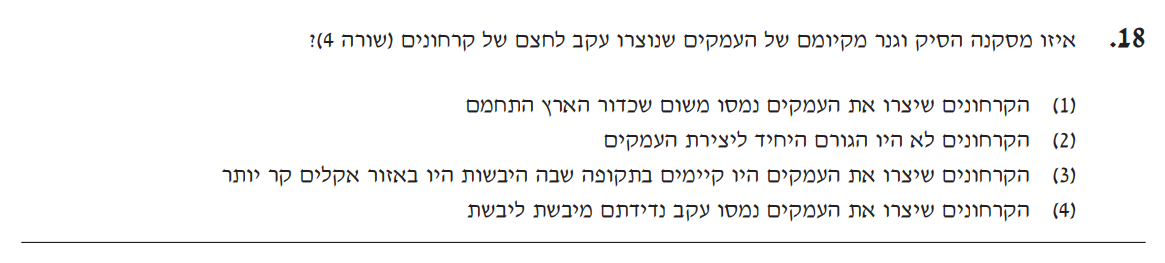 18. איזו מסקנה הסיק וגנר מקיומם של העמקים שנוצרו עקב לחצם של קרחונים (שורה 4)?
(1) הקרחונים שיצרו את העמקים נמסו משום שכדור הארץ התחמם
(2) הקרחונים לא היו הגורם היחיד ליצירת העמקים
(3) הקרחונים שיצרו את העמקים היו קיימים בתקופה שבה היבשות היו באזור אקלים קר יותר
(4) הקרחונים שיצרו את העמקים נמסו עקב נדידתם מיבשת ליבשת